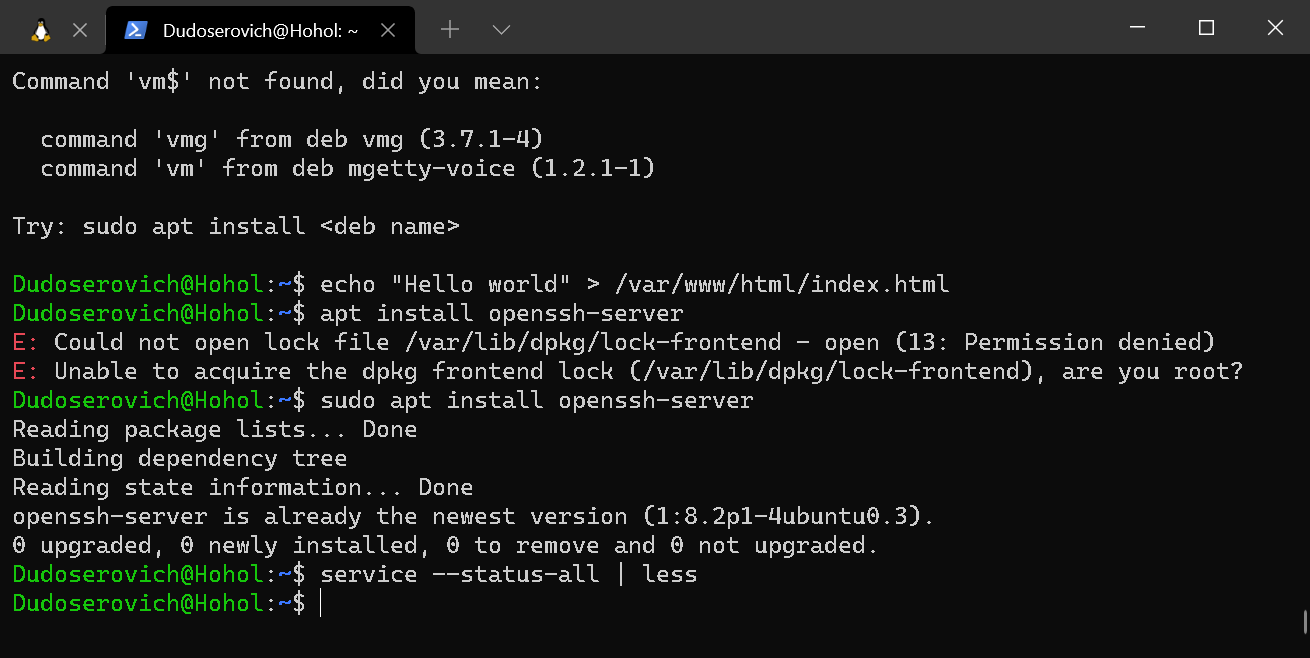 Dudoserovich@Hohol: ~
Command 'vm$' not found, did you mean:
command 'vmg' from deb vmg (3.7.1-4)
command 'vm' from deb mgetty-voice (1.2.1-1)
Try: sudo apt install <deb name>
Dudoserovich@Hohol:~$ echo "Hello world" > /var/www/html/index.html
Dudoserovich@Hohol:~$ apt install openssh-server
E: Could not open lock file /var/lib/dpkg/lock-frontend - open (13: Permission denied)
E: Unable to acquire the dpkg frontend lock (/var/lib/dpkg/lock-frontend), are you root?
Dudoserovich@Hohol:~$ sudo apt install openssh-server
Reading package lists... Done
Building dependency tree
Reading state information... Done
openssh-server is already the newest version (1:8.2p1-4ubuntu0.3).
0 upgraded, 0 newly installed, 0 to remove and 0 not upgraded.
Dudoserovich@Hohol:~$ service --status-all | less
Dudoserovich@Hohol:~$